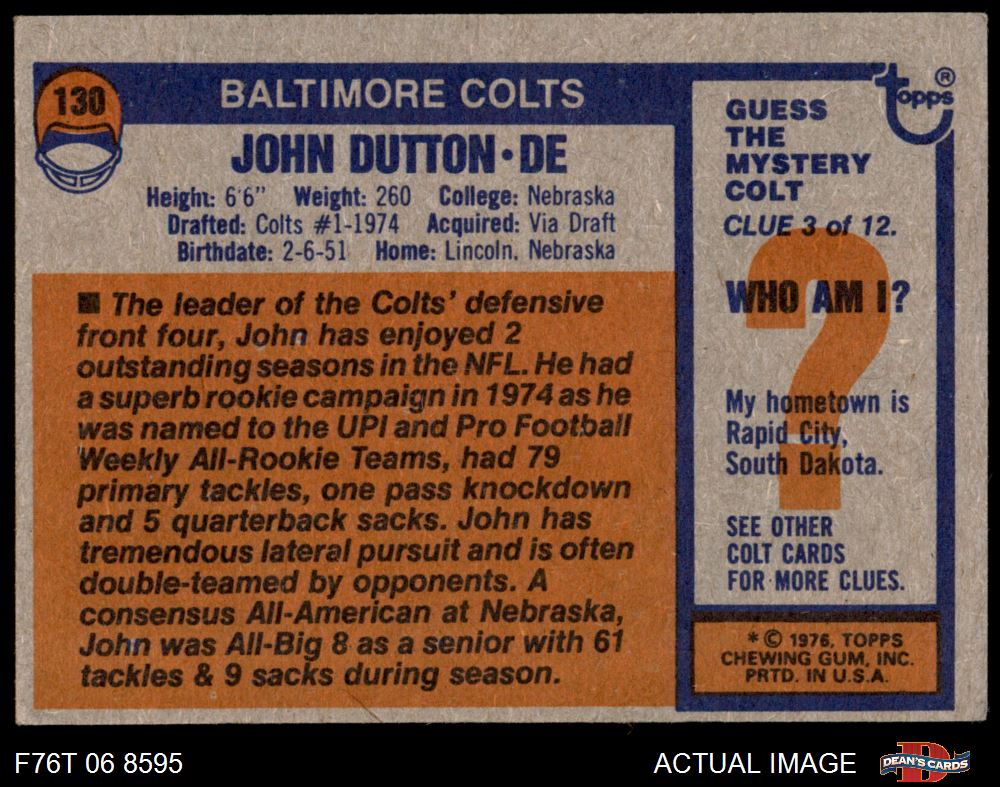 130
BALTIMORE COLTS
JOHN DUTTON • DE
Height: 6'6" Weight: 260 College: Nebraska
Drafted: Colts #1-1974 Acquired: Via Draft
Birthdate: 2-6-51 Home: Lincoln, Nebraska
■ The leader of the Colts' defensive
front four, John has enjoyed 2
outstanding seasons in the NFL. He had
a superb rookie campaign in 1974 as he
was named to the UPI and Pro Football
Weekly All-Rookie Teams, had 79
primary tackles, one pass knockdown
and 5 quarterback sacks. John has
tremendous lateral pursuit and is often
double-teamed by opponents. A
consensus All-American at Nebraska,
John was All-Big 8 as a senior with 61
tackles & 9 sacks during season.
topps®
GUESS
THE
MYSTERY
COLT
CLUE 3 of 12.
?
WHO AM I?
My hometown is
Rapid City,
South Dakota.
SEE OTHER
COLT CARDS
FOR MORE CLUES.
* © 1976, TOPPS
CHEWING GUM, INC.
PRTD. IN U.S.A.
F76T 06 8595
ACTUAL IMAGE
D
DEAN'S CARDS